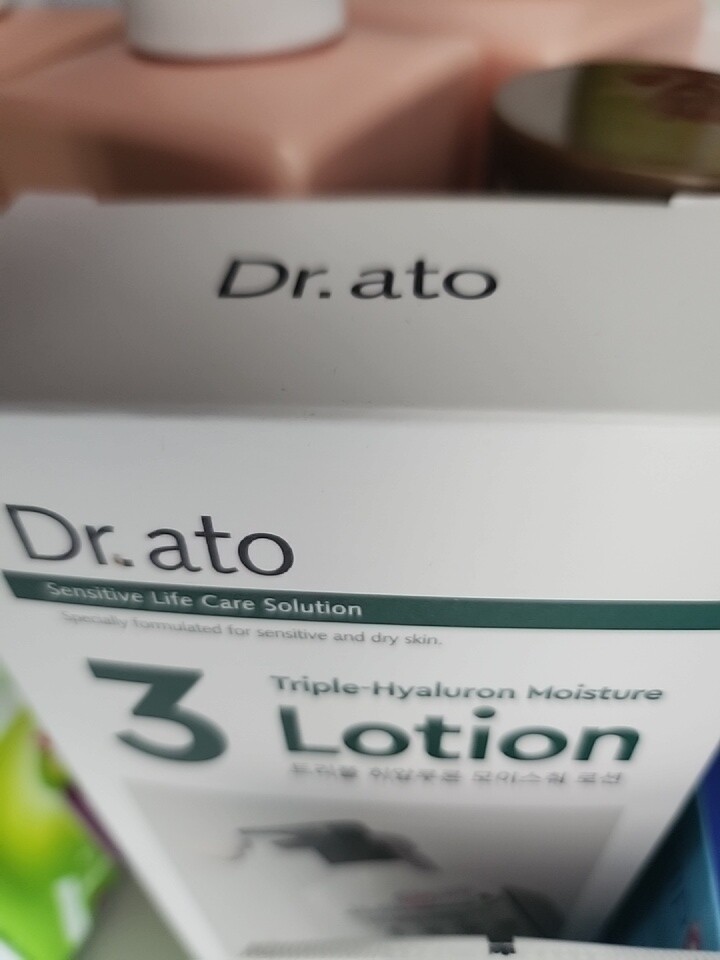 Dr. ato
Dr. ato
Sensitive Life Care Solution
Specially formulated for sensitive and dry skin.
3
Triple-Hyaluron Moisture
Lotion